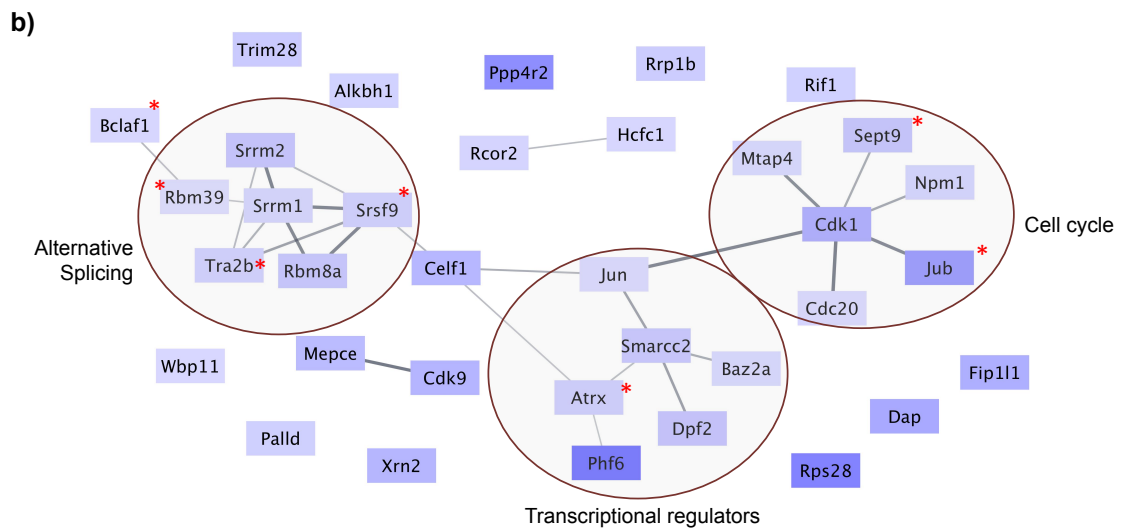 b)
Trim28
Ppp4r2
Rrp1b
Rif1
Alkbh1
*
Bclaf1
Srrm2
Rcor2
Hcfc1
Sept9 *
Mtap4
* Rbm39
Srrm1
Srsf9 *
Npm1
Cdk1
Cell cycle
Alternative
Splicing
Tra2b *
Rbm8a
Celf1
Jun
Jub *
Cdc20
Smarcc2
Wbp11
Mepce
Cdk9
Baz2a
Fip1l1
Atrx *
Dap
Dpf2
Palld
Xrn2
Phf6
Rps28
Transcriptional regulators